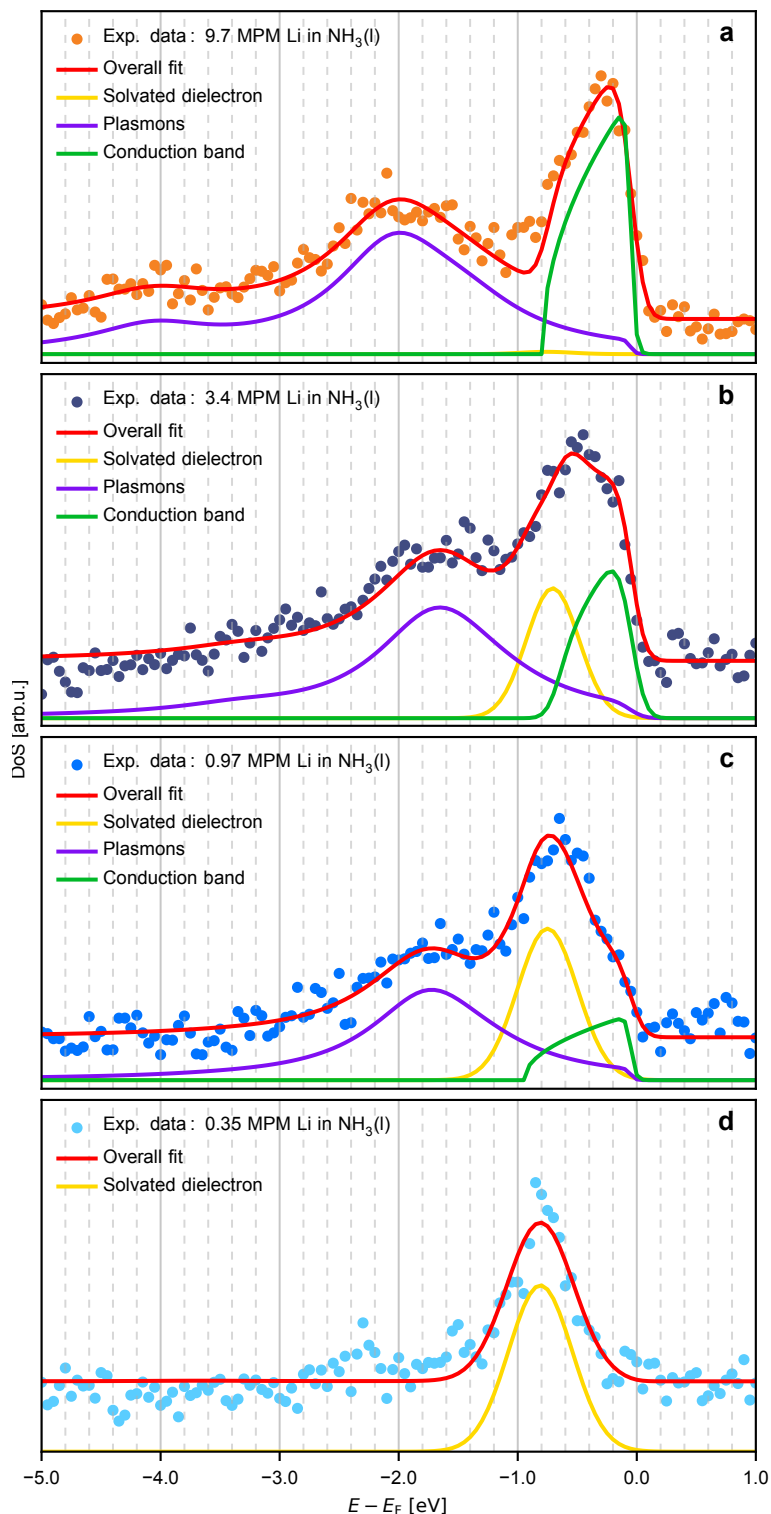 a
Exp. data: 9.7 MPM Li in NH₃(l)
Overall fit
Solvated dielectron
Plasmons
Conduction band
b
Exp. data: 3.4 MPM Li in NH₃(l)
Overall fit
Solvated dielectron
Plasmons
Conduction band
DoS [arb.u.]
c
Exp. data: 0.97 MPM Li in NH₃(l)
Overall fit
Solvated dielectron
Plasmons
Conduction band
d
Exp. data: 0.35 MPM Li in NH₃(l)
Overall fit
Solvated dielectron
−5.0 −4.0 −3.0 −2.0 −1.0 0.0 1.0
E − E_F [eV]